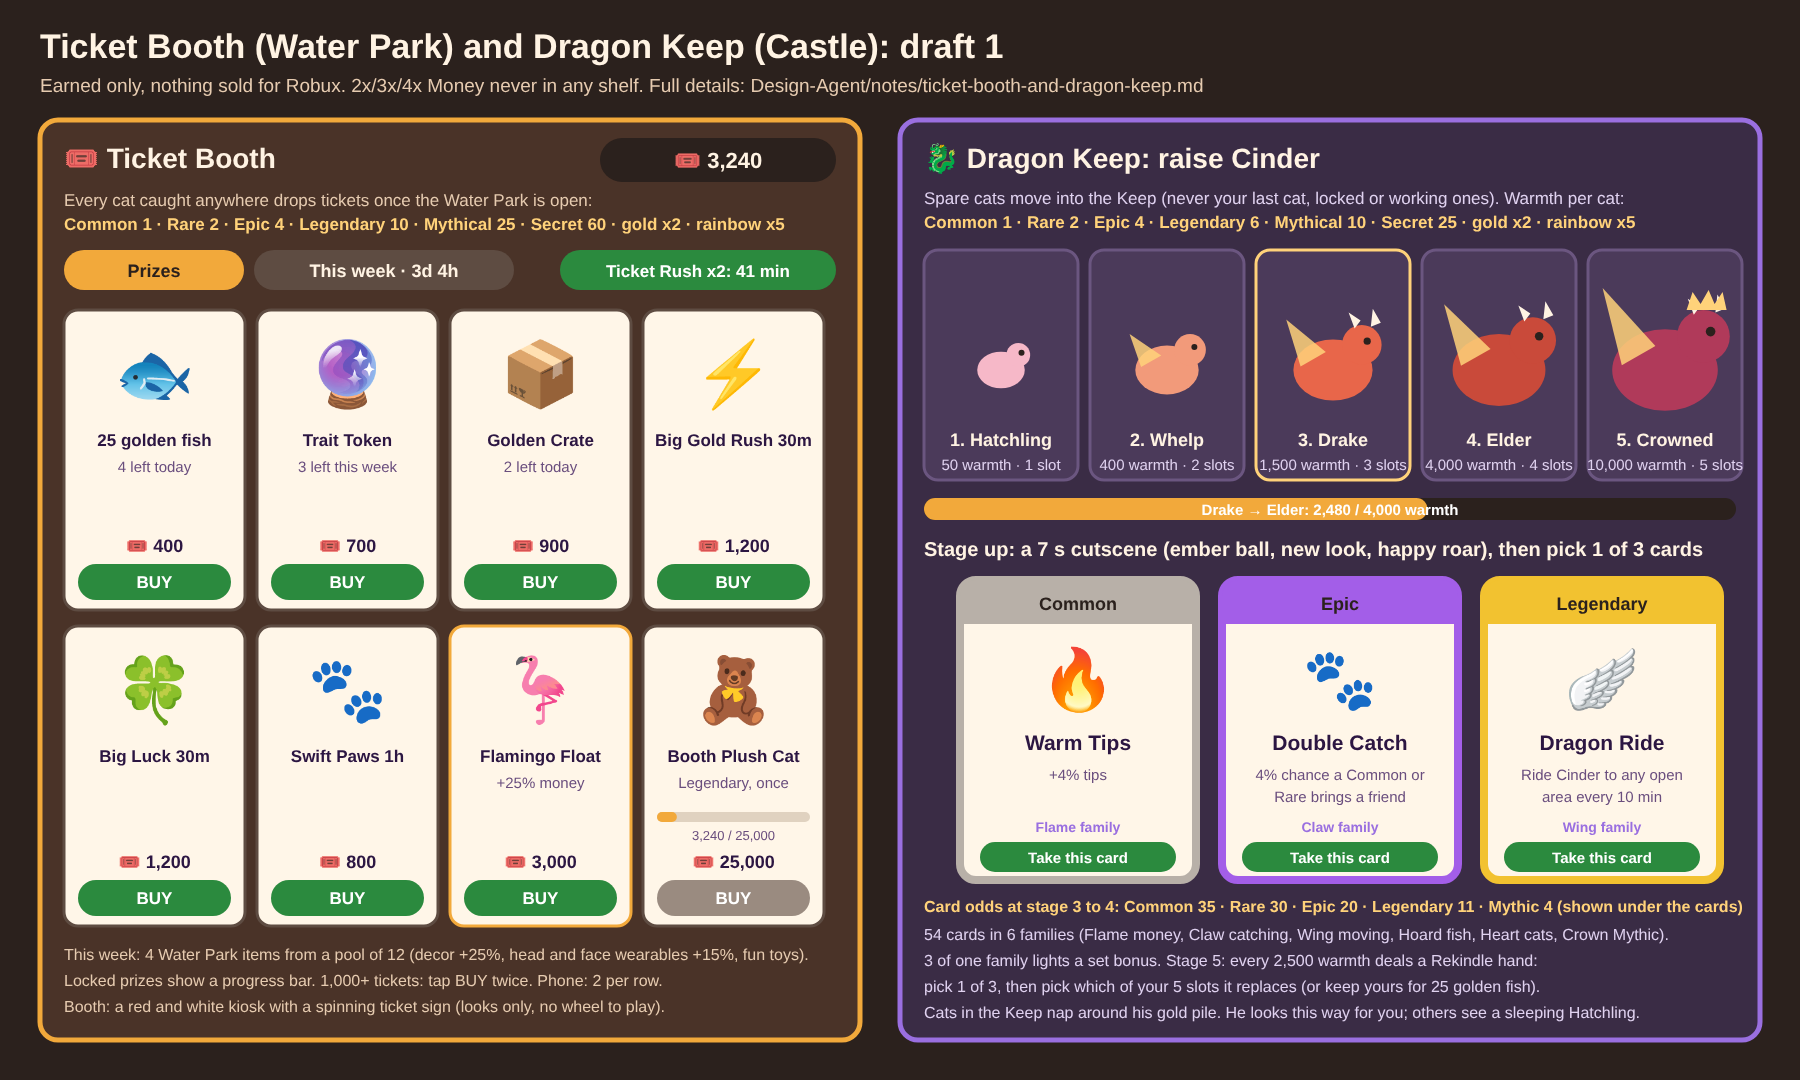 Ticket Booth (Water Park) and Dragon Keep (Castle): draft 1
Earned only, nothing sold for Robux. 2x/3x/4x Money never in any shelf. Full details: Design-Agent/notes/ticket-booth-and-dragon-keep.md
Ticket Booth
3,240
Every cat caught anywhere drops tickets once the Water Park is open:
Common 1 · Rare 2 · Epic 4 · Legendary 10 · Mythical 25 · Secret 60 · gold x2 · rainbow x5
Prizes
This week · 3d 4h
Ticket Rush x2: 41 min
25 golden fish
4 left today
400
BUY
Trait Token
3 left this week
700
BUY
Golden Crate
2 left today
900
BUY
Big Gold Rush 30m
1,200
BUY
Big Luck 30m
1,200
BUY
Swift Paws 1h
800
BUY
Flamingo Float
+25% money
3,000
BUY
Booth Plush Cat
Legendary, once
3,240 / 25,000
25,000
BUY
This week: 4 Water Park items from a pool of 12 (decor +25%, head and face wearables +15%, fun toys).
Locked prizes show a progress bar. 1,000+ tickets: tap BUY twice. Phone: 2 per row.
Booth: a red and white kiosk with a spinning ticket sign (looks only, no wheel to play).
Dragon Keep: raise Cinder
Spare cats move into the Keep (never your last cat, locked or working ones). Warmth per cat:
Common 1 · Rare 2 · Epic 4 · Legendary 6 · Mythical 10 · Secret 25 · gold x2 · rainbow x5
1. Hatchling
50 warmth · 1 slot
2. Whelp
400 warmth · 2 slots
3. Drake
1,500 warmth · 3 slots
4. Elder
4,000 warmth · 4 slots
5. Crowned
10,000 warmth · 5 slots
Drake → Elder: 2,480 / 4,000 warmth
Stage up: a 7 s cutscene (ember ball, new look, happy roar), then pick 1 of 3 cards
Common
Warm Tips
+4% tips
Flame family
Take this card
Epic
Double Catch
4% chance a Common or
Rare brings a friend
Claw family
Take this card
Legendary
Dragon Ride
Ride Cinder to any open
area every 10 min
Wing family
Take this card
Card odds at stage 3 to 4: Common 35 · Rare 30 · Epic 20 · Legendary 11 · Mythic 4 (shown under the cards)
54 cards in 6 families (Flame money, Claw catching, Wing moving, Hoard fish, Heart cats, Crown Mythic).
3 of one family lights a set bonus. Stage 5: every 2,500 warmth deals a Rekindle hand:
pick 1 of 3, then pick which of your 5 slots it replaces (or keep yours for 25 golden fish).
Cats in the Keep nap around his gold pile. He looks this way for you; others see a sleeping Hatchling.